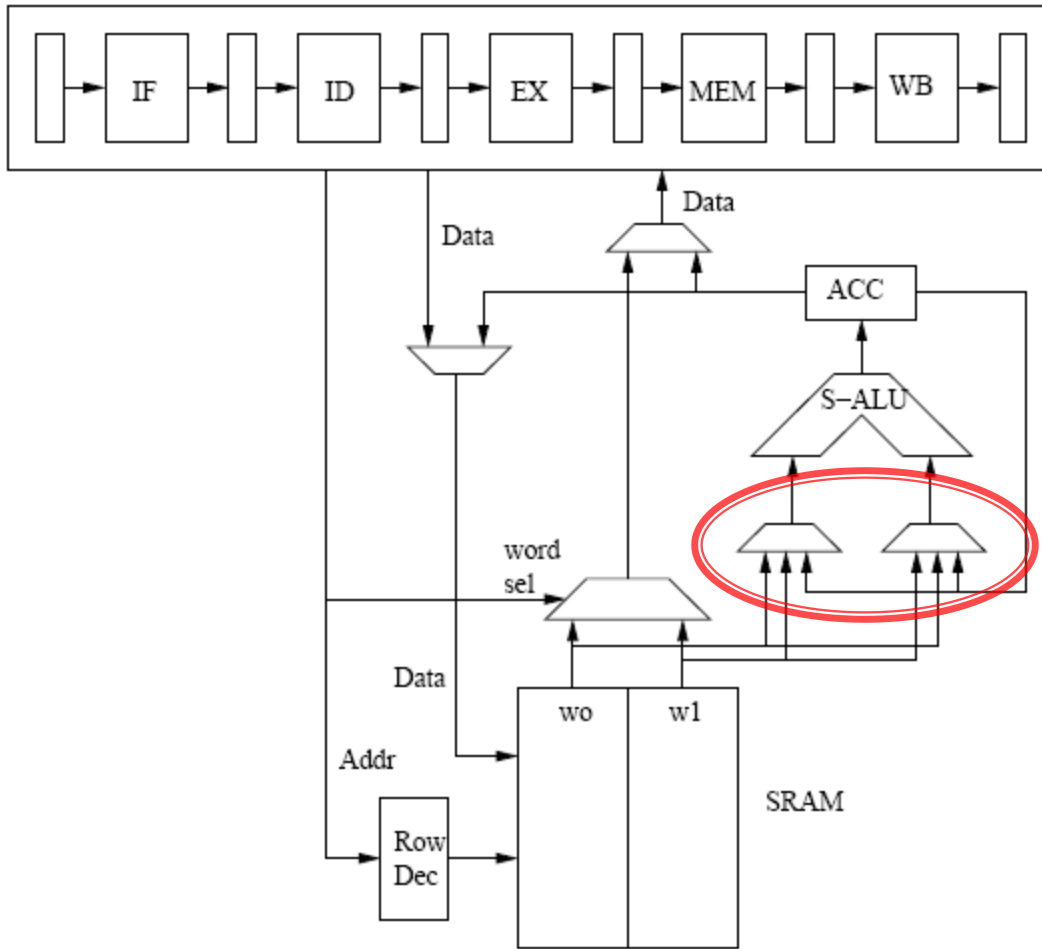 IF
ID
EX
MEM
WB
Data
Data
ACC
S-ALU
word
sel
Data
wo
w1
Addr
SRAM
Row
Dec